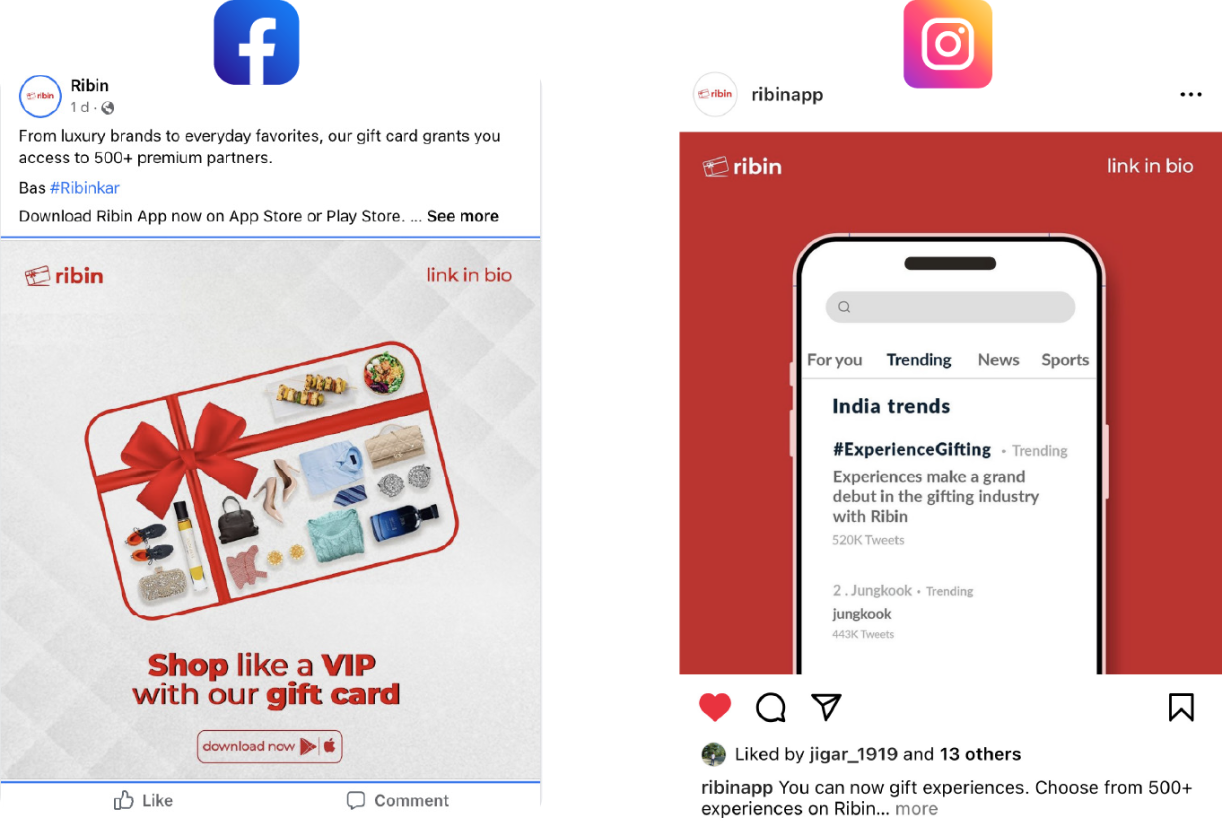 ribin
Ribin
1 d ·
From luxury brands to everyday favorites, our gift card grants you
access to 500+ premium partners.
Bas #Ribinkar
Download Ribin App now on App Store or Play Store. ... See more
ribin
link in bio
Shop like a VIP
with our gift card
download now
Like
Comment
ribin
ribinapp
ribin
link in bio
For you Trending News Sports
India trends
#ExperienceGifting • Trending
Experiences make a grand
debut in the gifting industry
with Ribin
520K Tweets
2 . Jungkook • Trending
jungkook
443K Tweets
Liked by jigar_1919 and 13 others
ribinapp You can now gift experiences. Choose from 500+
experiences on Ribin... more